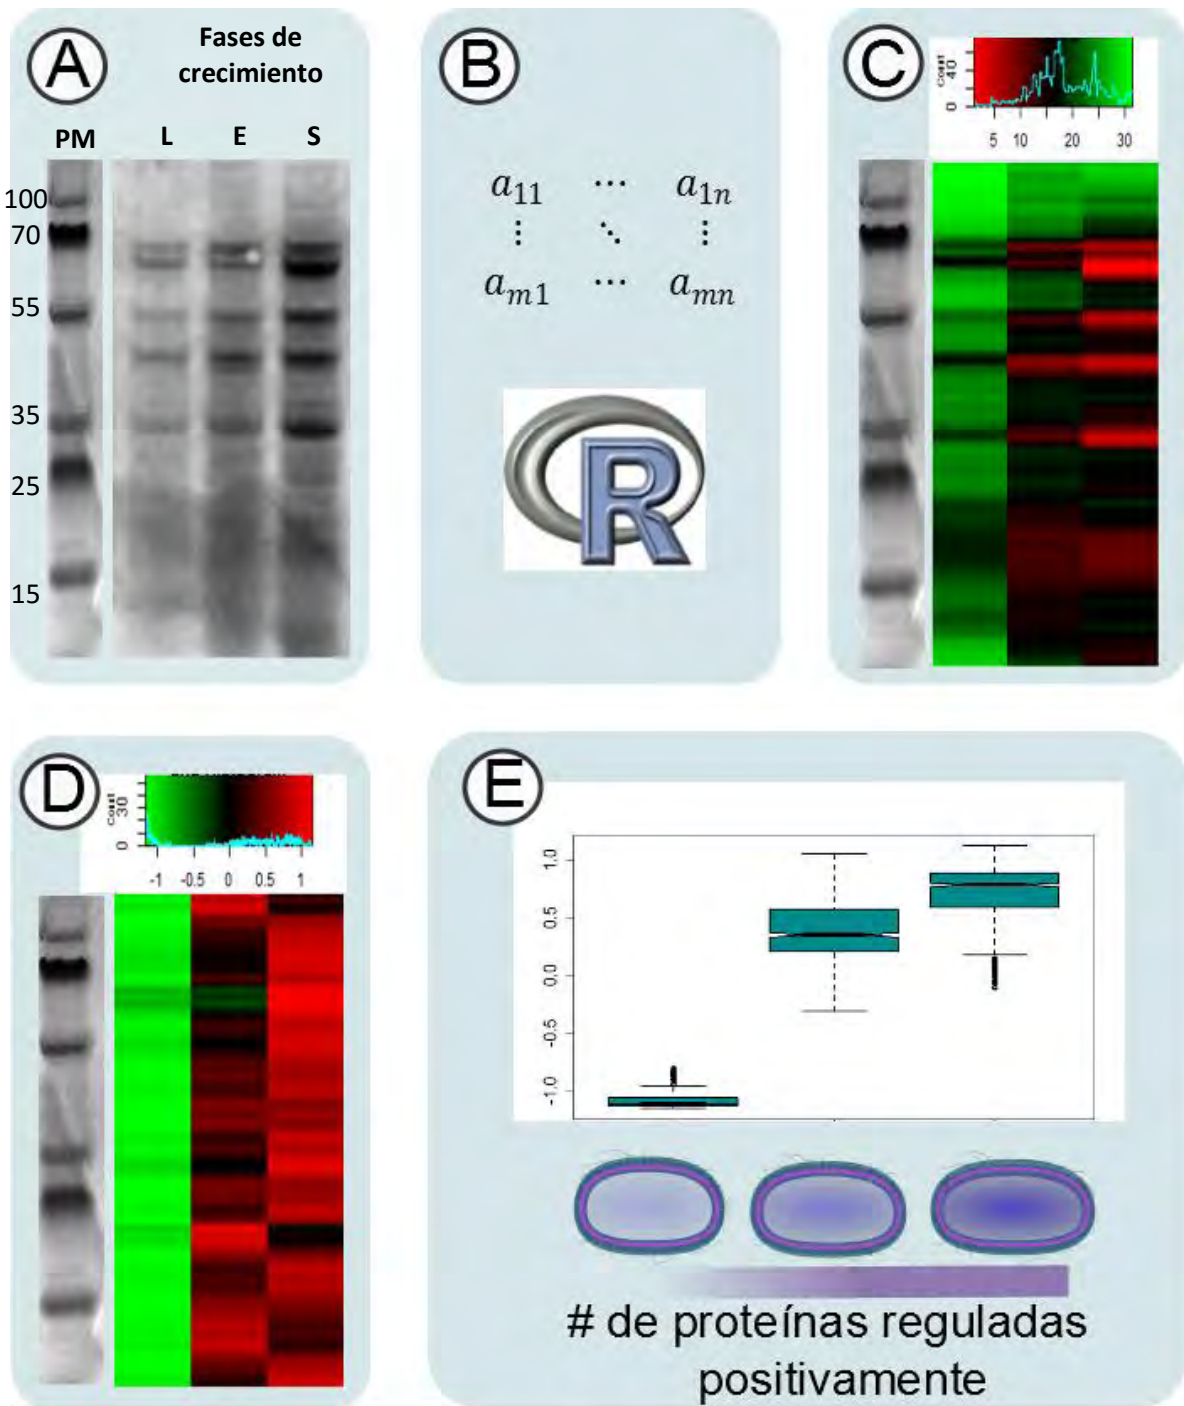 A
Fases de
crecimiento
PM L E S
100
70
55
35
25
15
B
a11 ⋯ a1n
⋮ ⋱ ⋮
am1 ⋯ amn
R
C
Count
0 40
5 10 20 30
D
Count
0 30
-1 -0.5 0 0.5 1
E
1.0
0.5
0.0
-0.5
-1.0
# de proteínas reguladas
positivamente